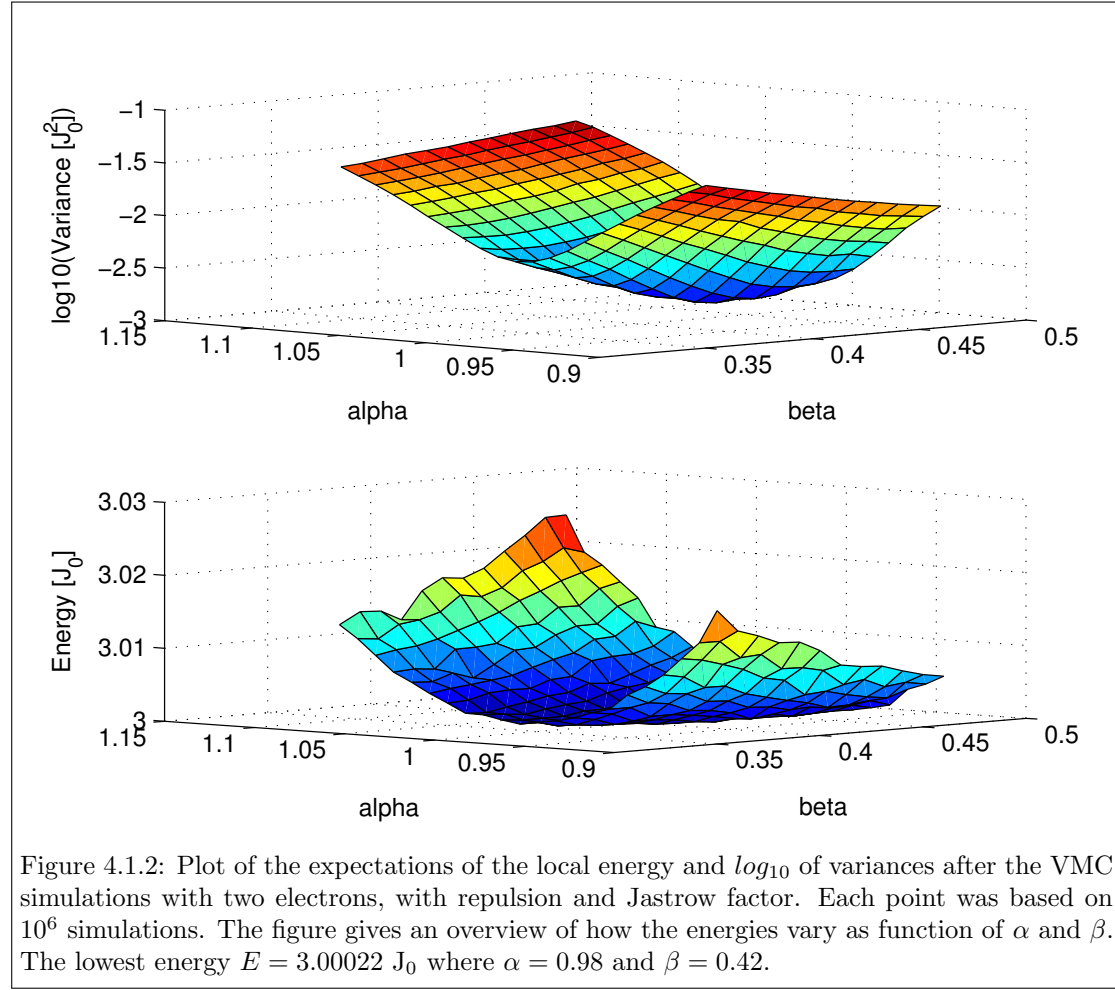 −1
−1.5
−2
−2.5
−3
log10(Variance [J₀²])
1.15
1.1
1.05
1
0.95
0.9
0.35
0.4
0.45
0.5
alpha
beta
3.03
3.02
3.01
3
Energy [J₀]
1.15
1.1
1.05
1
0.95
0.9
0.35
0.4
0.45
0.5
alpha
beta
Figure 4.1.2: Plot of the expectations of the local energy and log₁₀ of variances after the VMC
simulations with two electrons, with repulsion and Jastrow factor. Each point was based on
10⁶ simulations. The figure gives an overview of how the energies vary as function of α and β.
The lowest energy E = 3.00022 J₀ where α = 0.98 and β = 0.42.